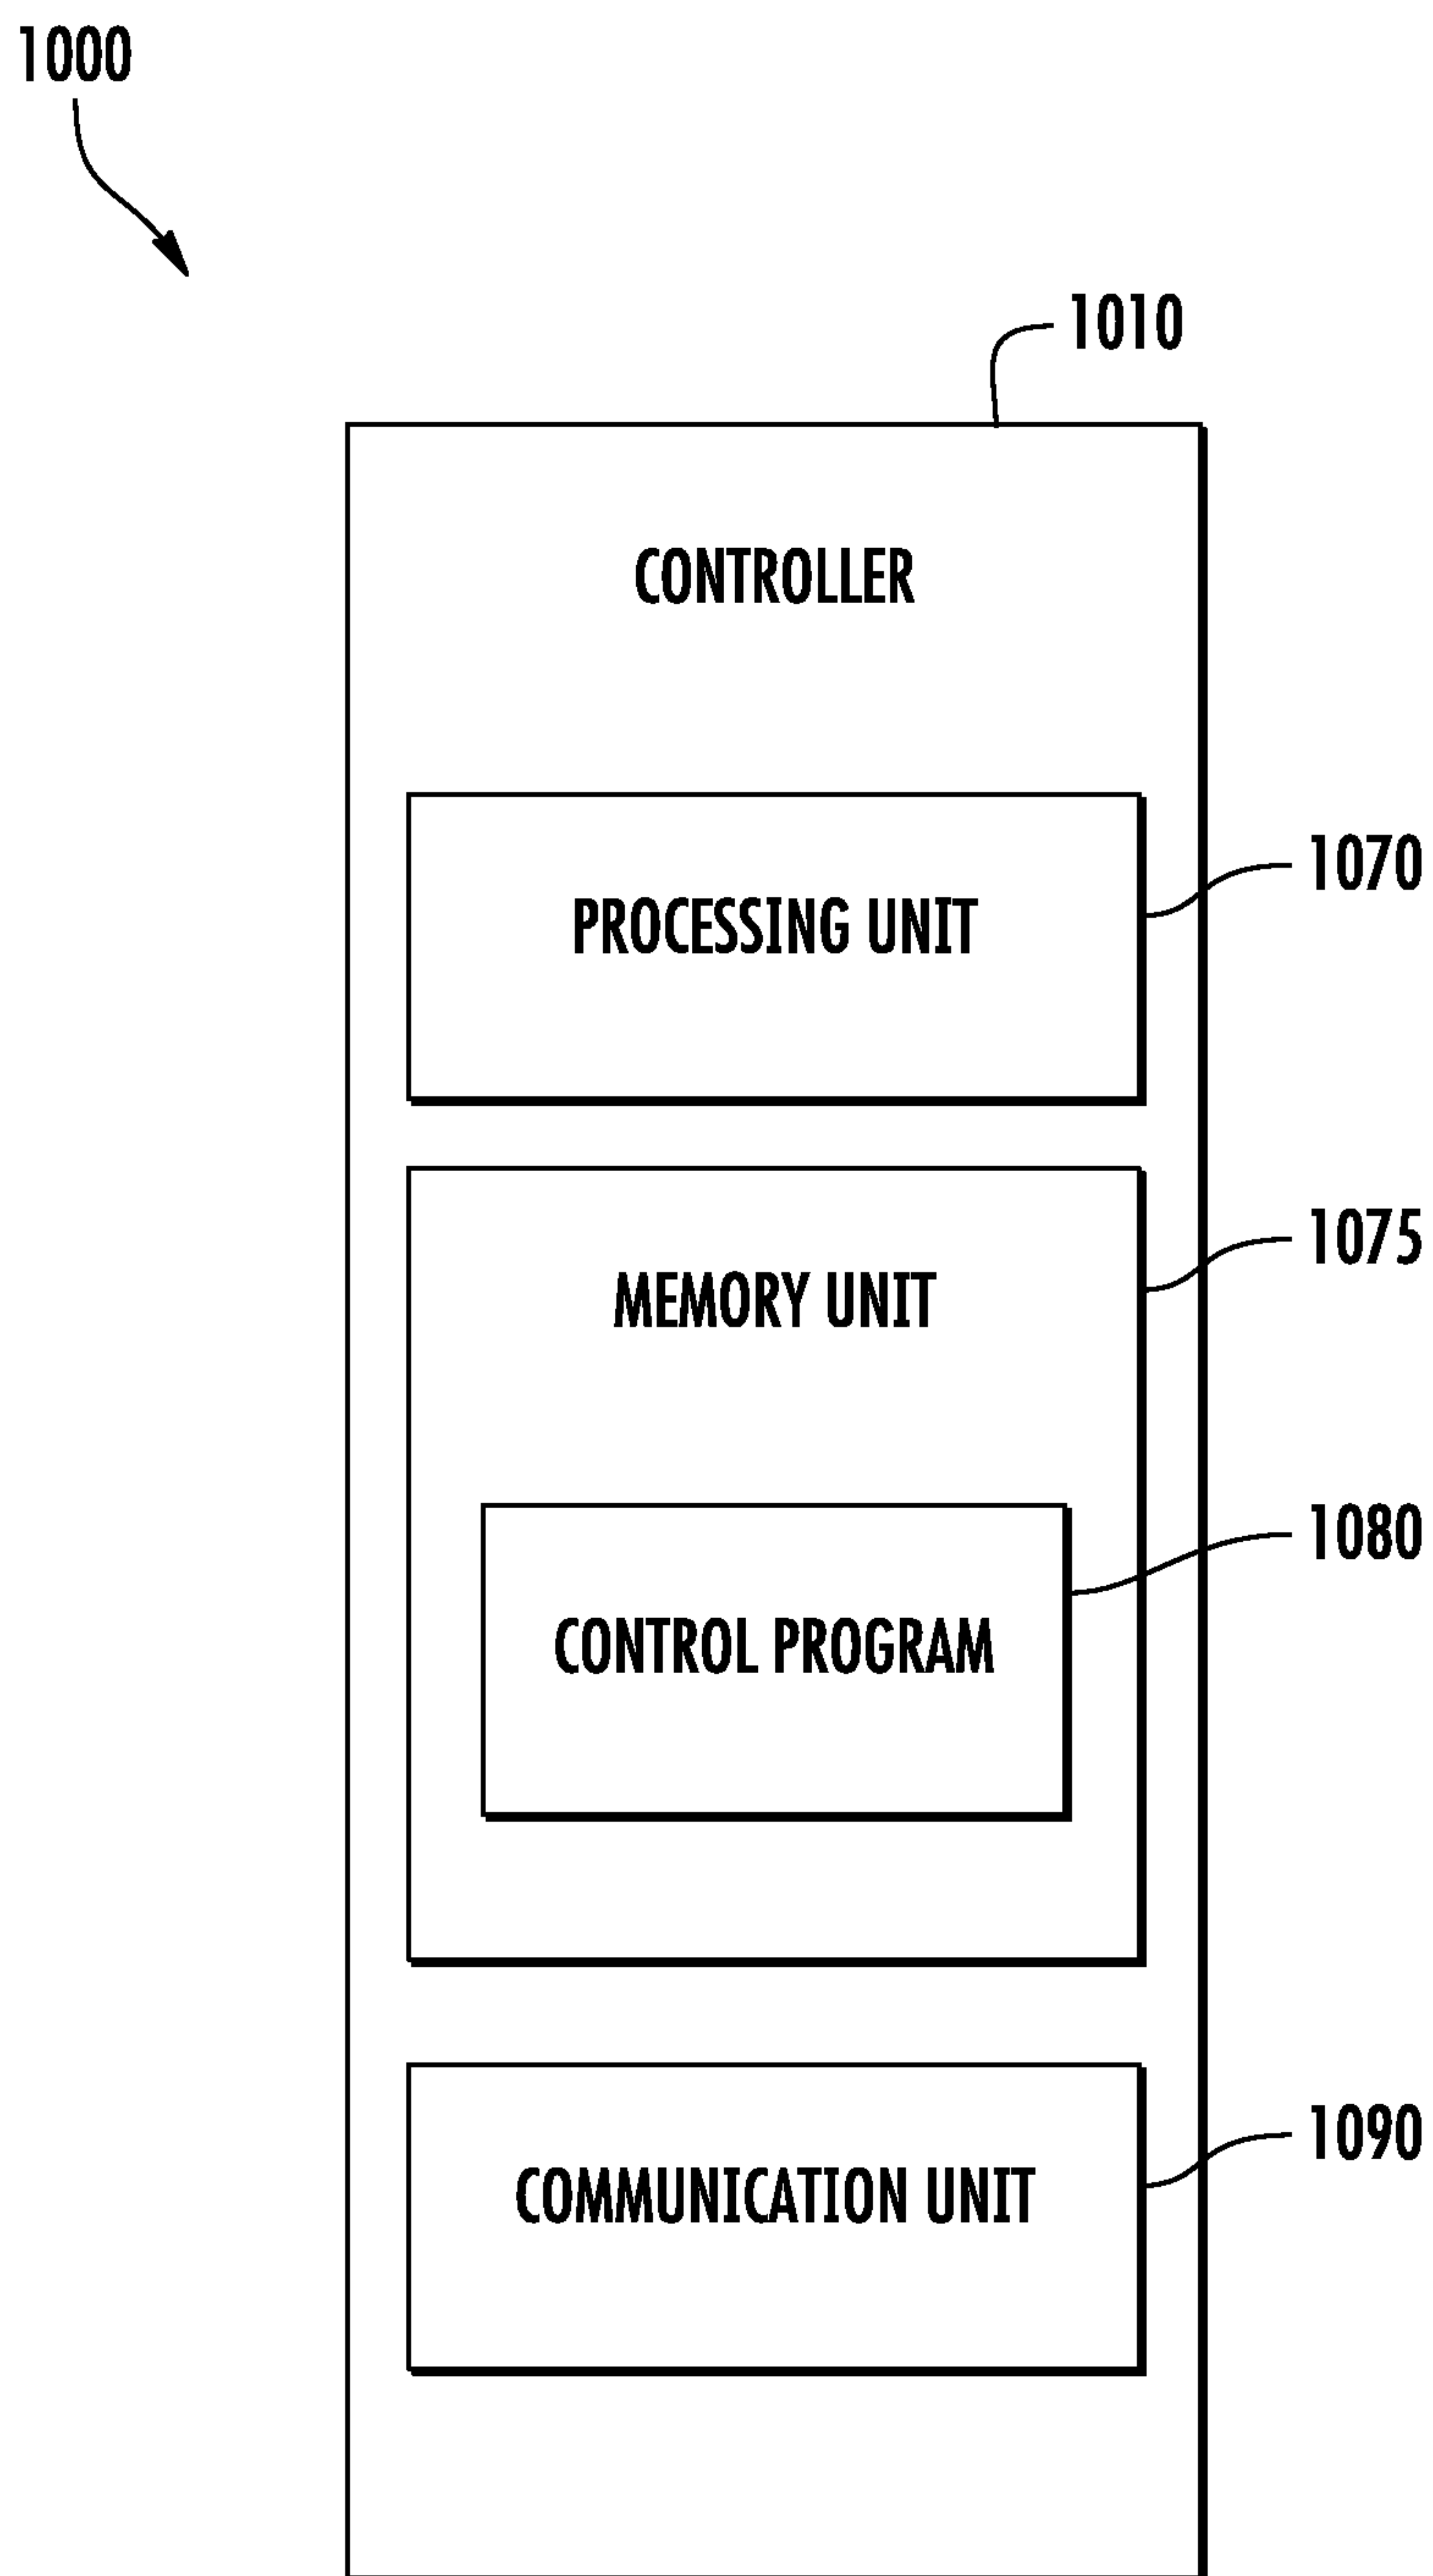 1000
1010
CONTROLLER
1070
PROCESSING UNIT
1075
MEMORY UNIT
1080
CONTROL PROGRAM
1090
COMMUNICATION UNIT